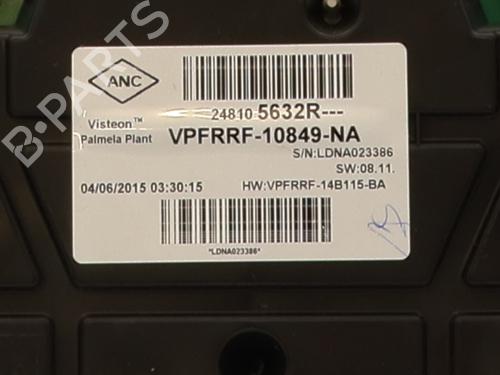 B-PARTS
ANC
Visteon™
Palmela Plant
24810 5632R---
VPFRRF-10849-NA
S/N:LDNA023386
SW:08.11.
04/06/2015 03:30:15
HW:VPFRRF-14B115-BA
*LDNA023386*